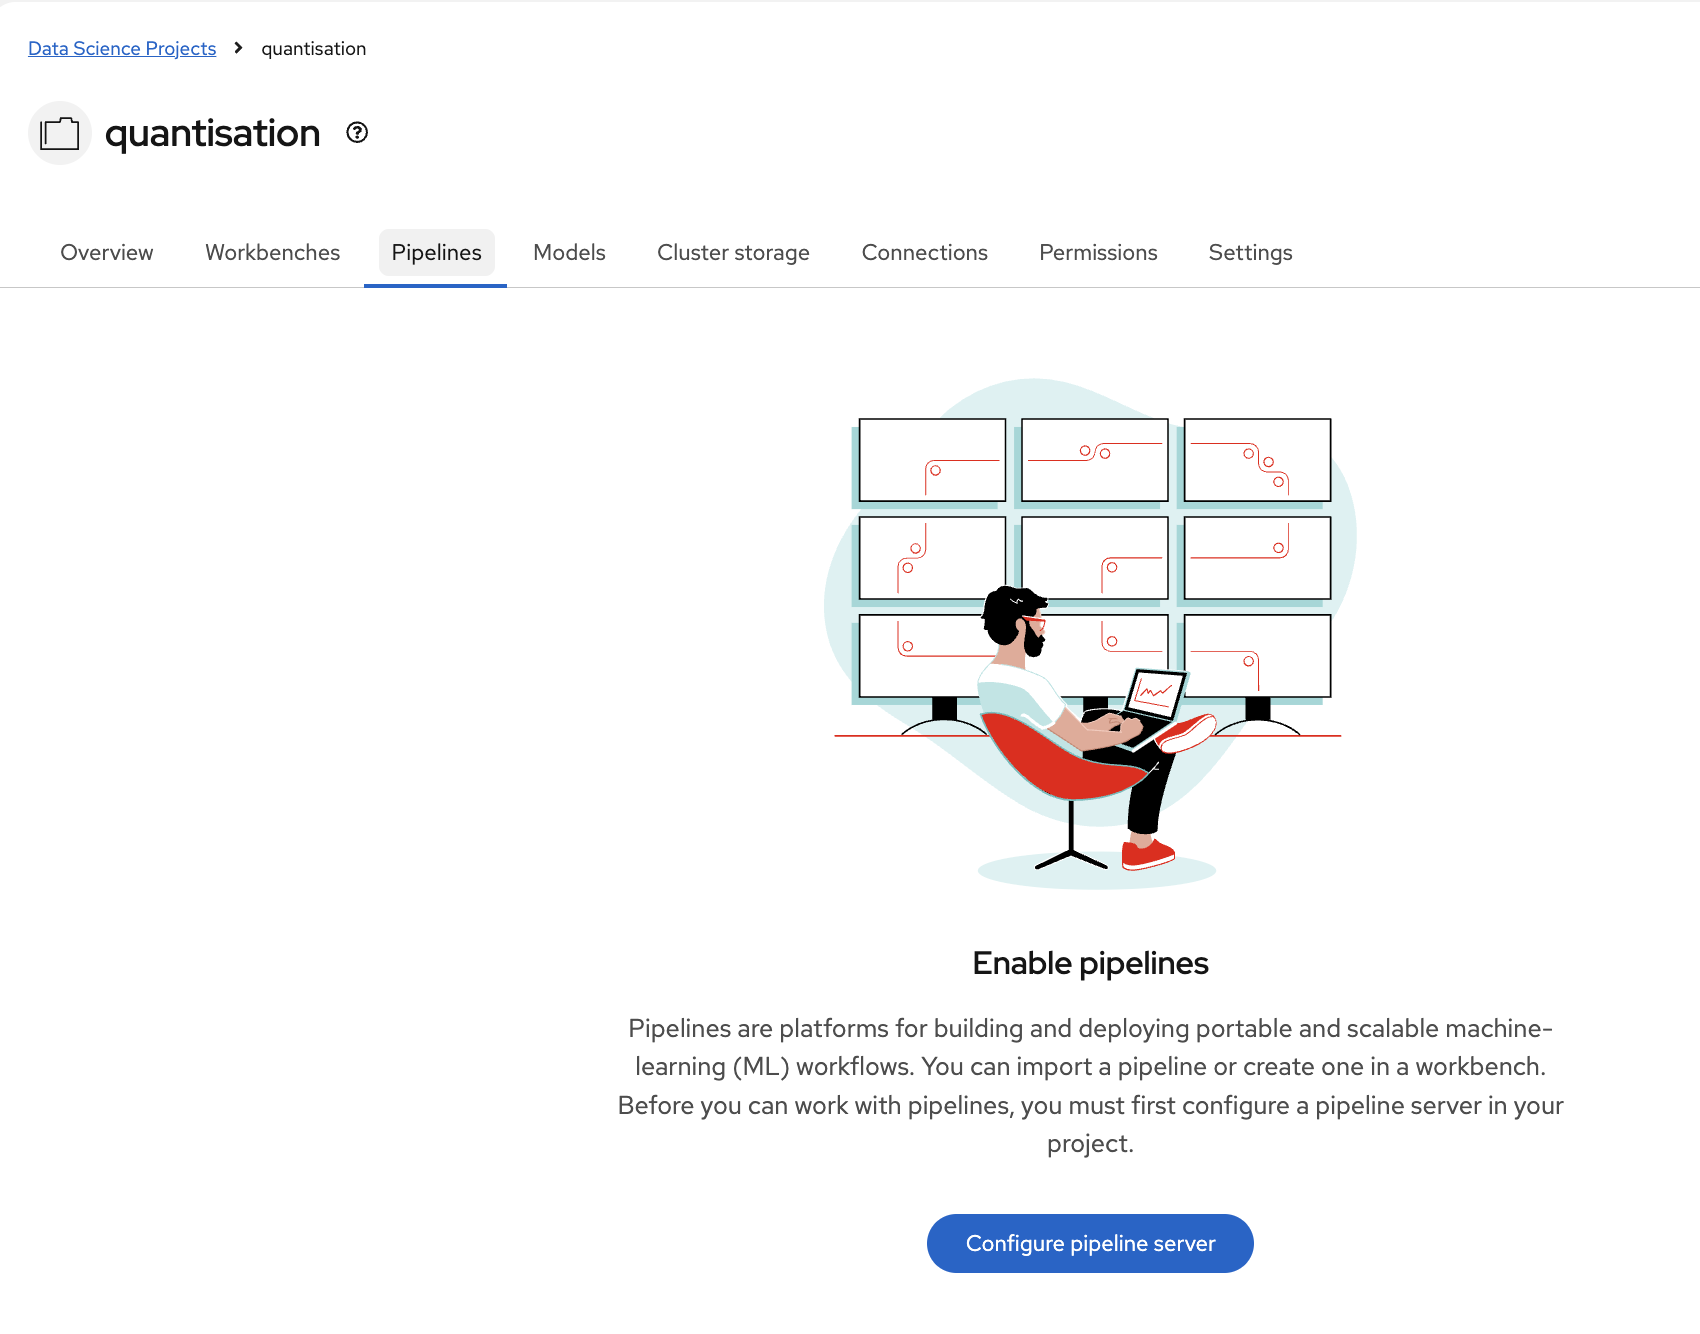 Data Science Projects > quantisation
quantisation
Overview Workbenches Pipelines Models Cluster storage Connections Permissions Settings
Enable pipelines
Pipelines are platforms for building and deploying portable and scalable machine-
learning (ML) workflows. You can import a pipeline or create one in a workbench.
Before you can work with pipelines, you must first configure a pipeline server in your
project.
Configure pipeline server